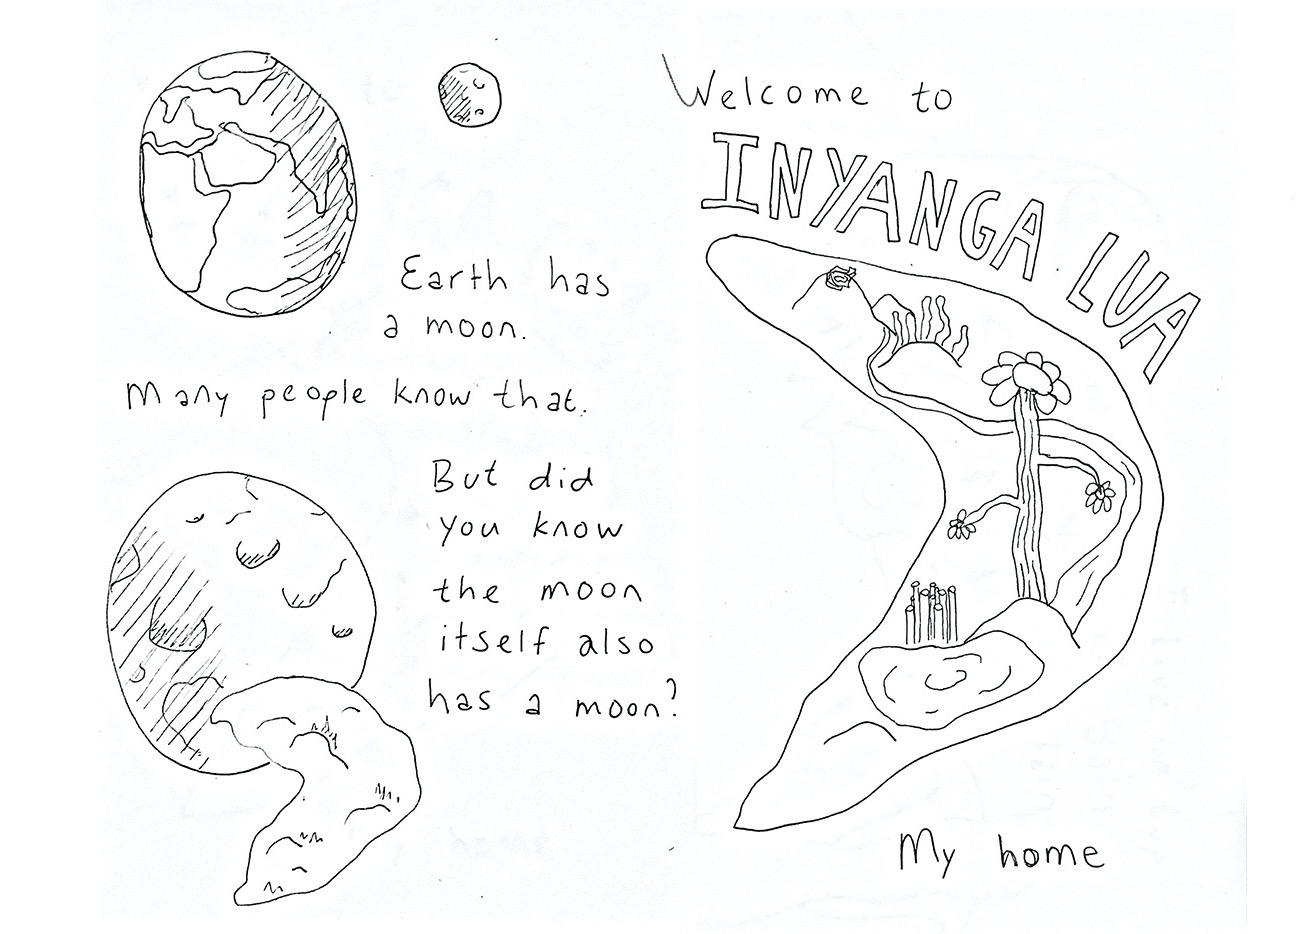 Earth has
a moon.
Many people know that.
But did
you know
the moon
itself also
has a moon?
Welcome to
INYANGA LUA
My home